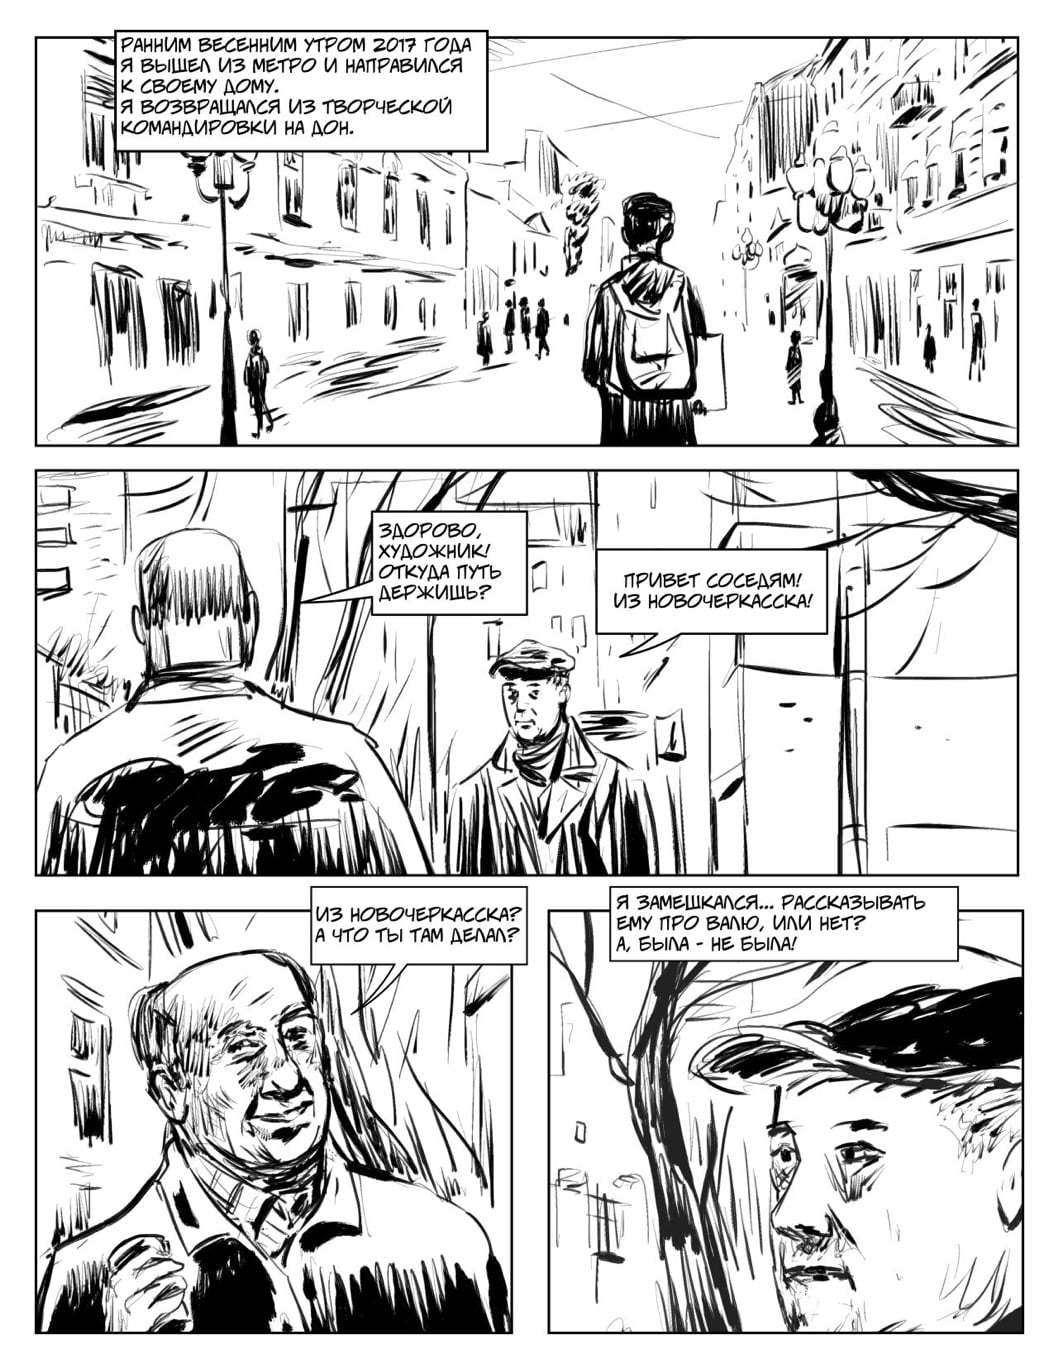 РАННИМ ВЕСЕННИМ УТРОМ 2017 ГОДА
Я ВЫШЕЛ ИЗ МЕТРО И НАПРАВИЛСЯ
К СВОЕМУ ДОМУ.
Я ВОЗВРАЩАЛСЯ ИЗ ТВОРЧЕСКОЙ
КОМАНДИРОВКИ НА ДОН.
ЗДОРОВО,
ХУДОЖНИК!
ОТКУДА ПУТЬ
ДЕРЖИШЬ?
ПРИВЕТ СОСЕДЯМ!
ИЗ НОВОЧЕРКАССКА!
ИЗ НОВОЧЕРКАССКА?
А ЧТО ТЫ ТАМ ДЕЛАЛ?
Я ЗАМЕШКАЛСЯ... РАССКАЗЫВАТЬ
ЕМУ ПРО ВАЛЮ, ИЛИ НЕТ?
А, БЫЛА - НЕ БЫЛА!